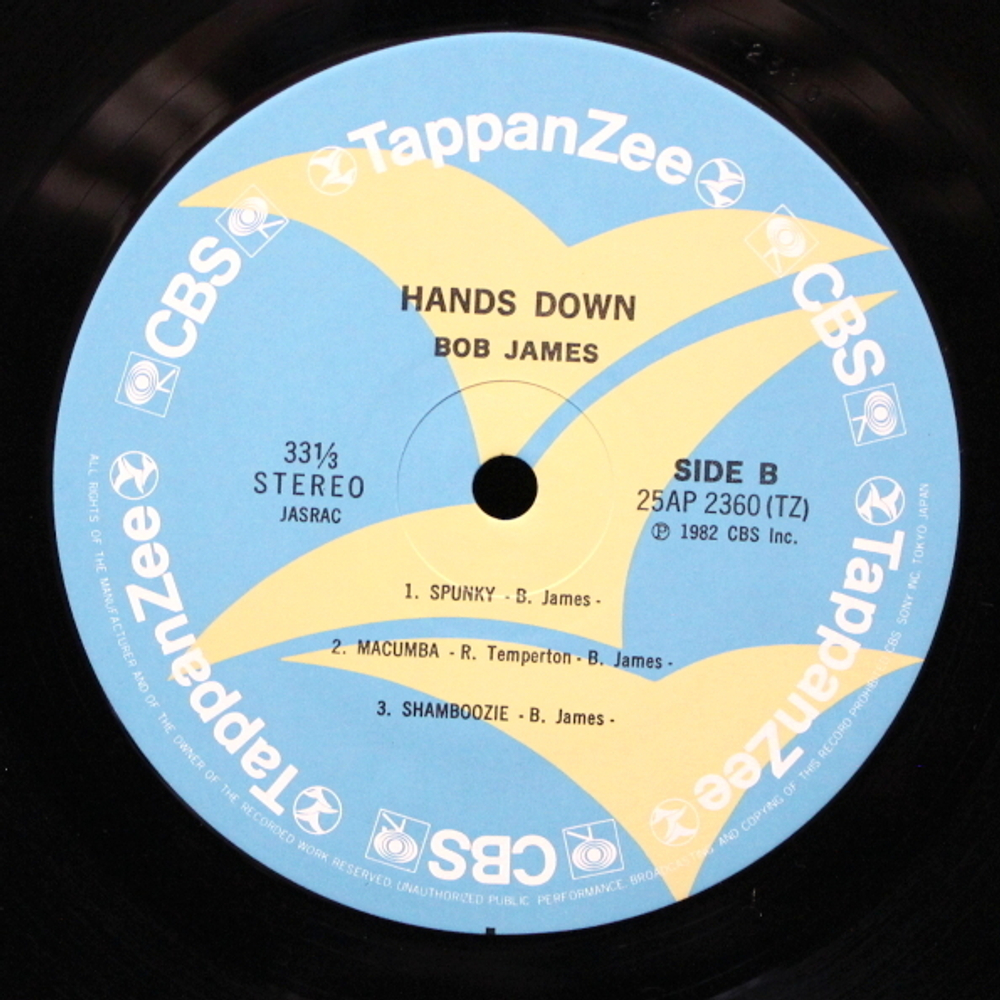 TappanZee
CBS
CBS
HANDS DOWN
BOB JAMES
33⅓
STEREO
JASRAC
SIDE B
25AP 2360 (TZ)
Ⓟ 1982 CBS Inc.
1. SPUNKY - B. James -
2. MACUMBA - R. Temperton - B. James -
3. SHAMBOOZIE - B. James -
TappanZee
TappanZee
CBS
ALL RIGHTS OF THE MANUFACTURER AND OF THE OWNER OF THE RECORDED WORK RESERVED. UNAUTHORIZED PUBLIC PERFORMANCE. BROADCASTING AND COPYING OF THIS RECORD PROHIBITED. CBS SONY INC. TOKYO JAPAN